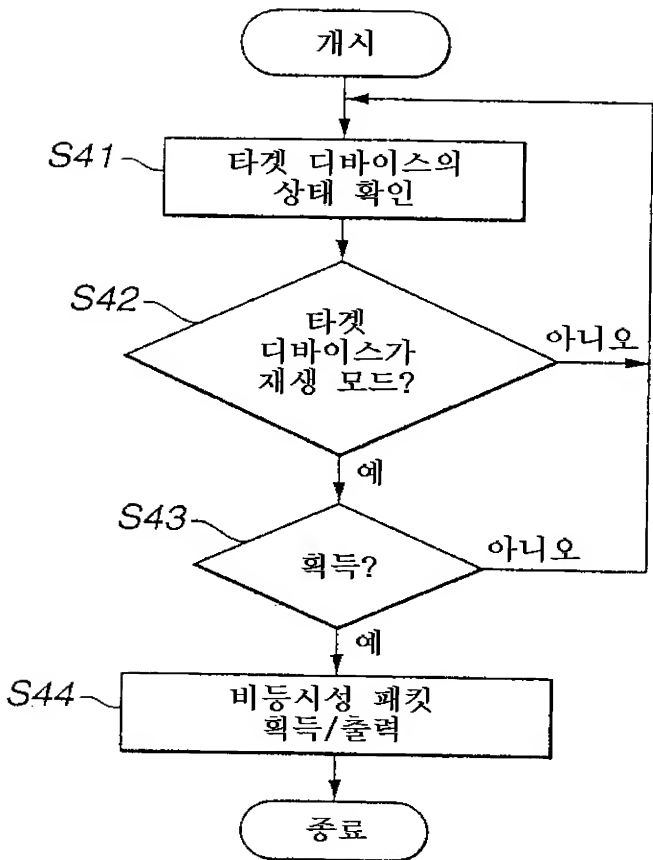 개시
S41
타겟 디바이스의
상태 확인
S42
타겟
디바이스가
재생 모드?
아니오
예
S43
획득?
아니오
예
S44
비등시성 패킷
획득/출력
종료